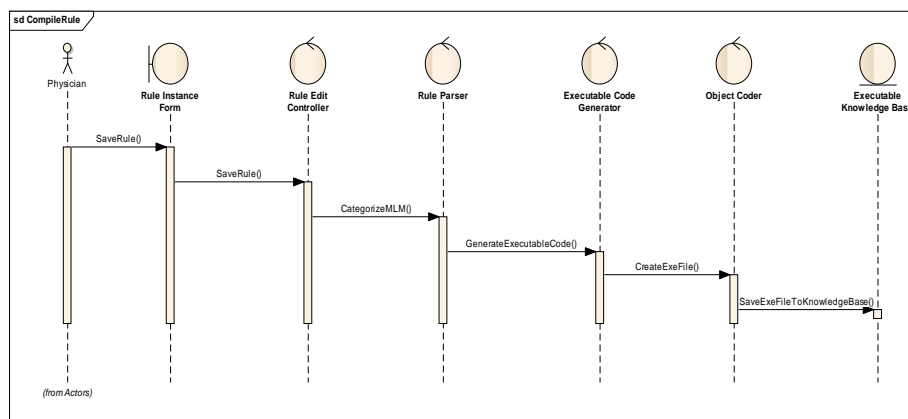 sd CompileRule
Physician
Rule Instance
Form
Rule Edit
Controller
Rule Parser
Executable Code
Generator
Object Coder
Executable
Knowledge Bas
SaveRule()
SaveRule()
CategorizeMLM()
GenerateExecutableCode()
CreateExeFile()
SaveExeFileToKnowledgeBase()
(from Actors)